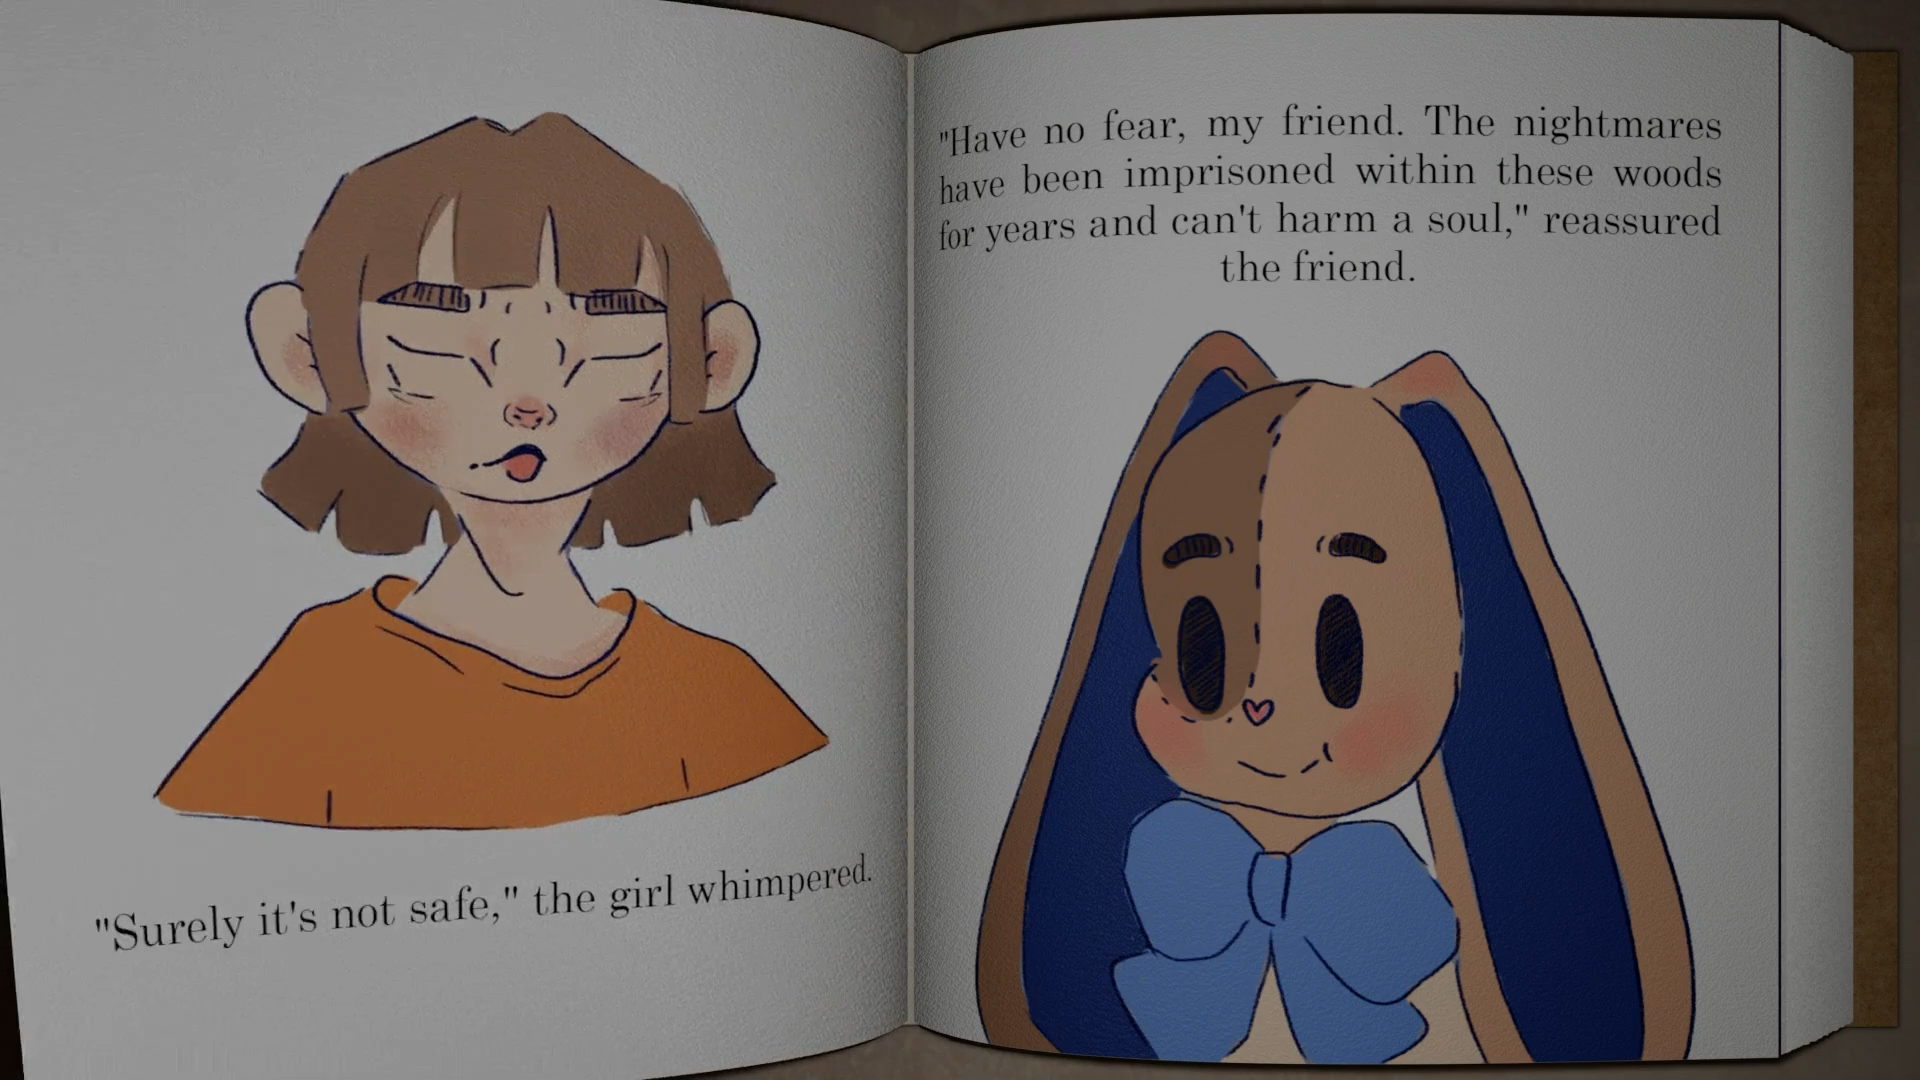 "Surely it's not safe," the girl whimpered.
"Have no fear, my friend. The nightmares
have been imprisoned within these woods
for years and can't harm a soul," reassured
the friend.